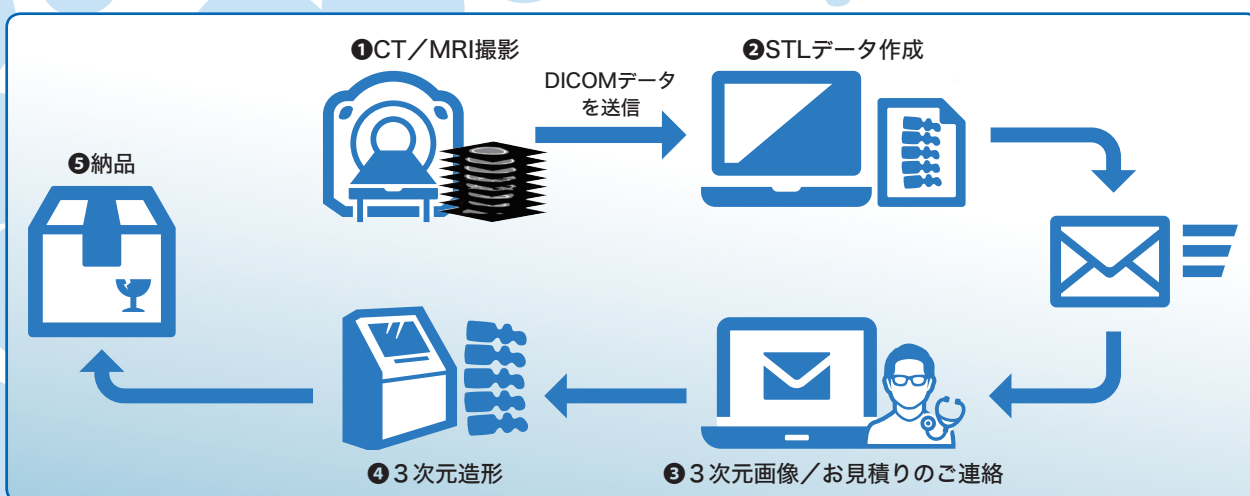 ❶CT／MRI撮影
DICOMデータ
を送信
❷STLデータ作成
❸３次元画像／お見積りのご連絡
❹３次元造形
❺納品